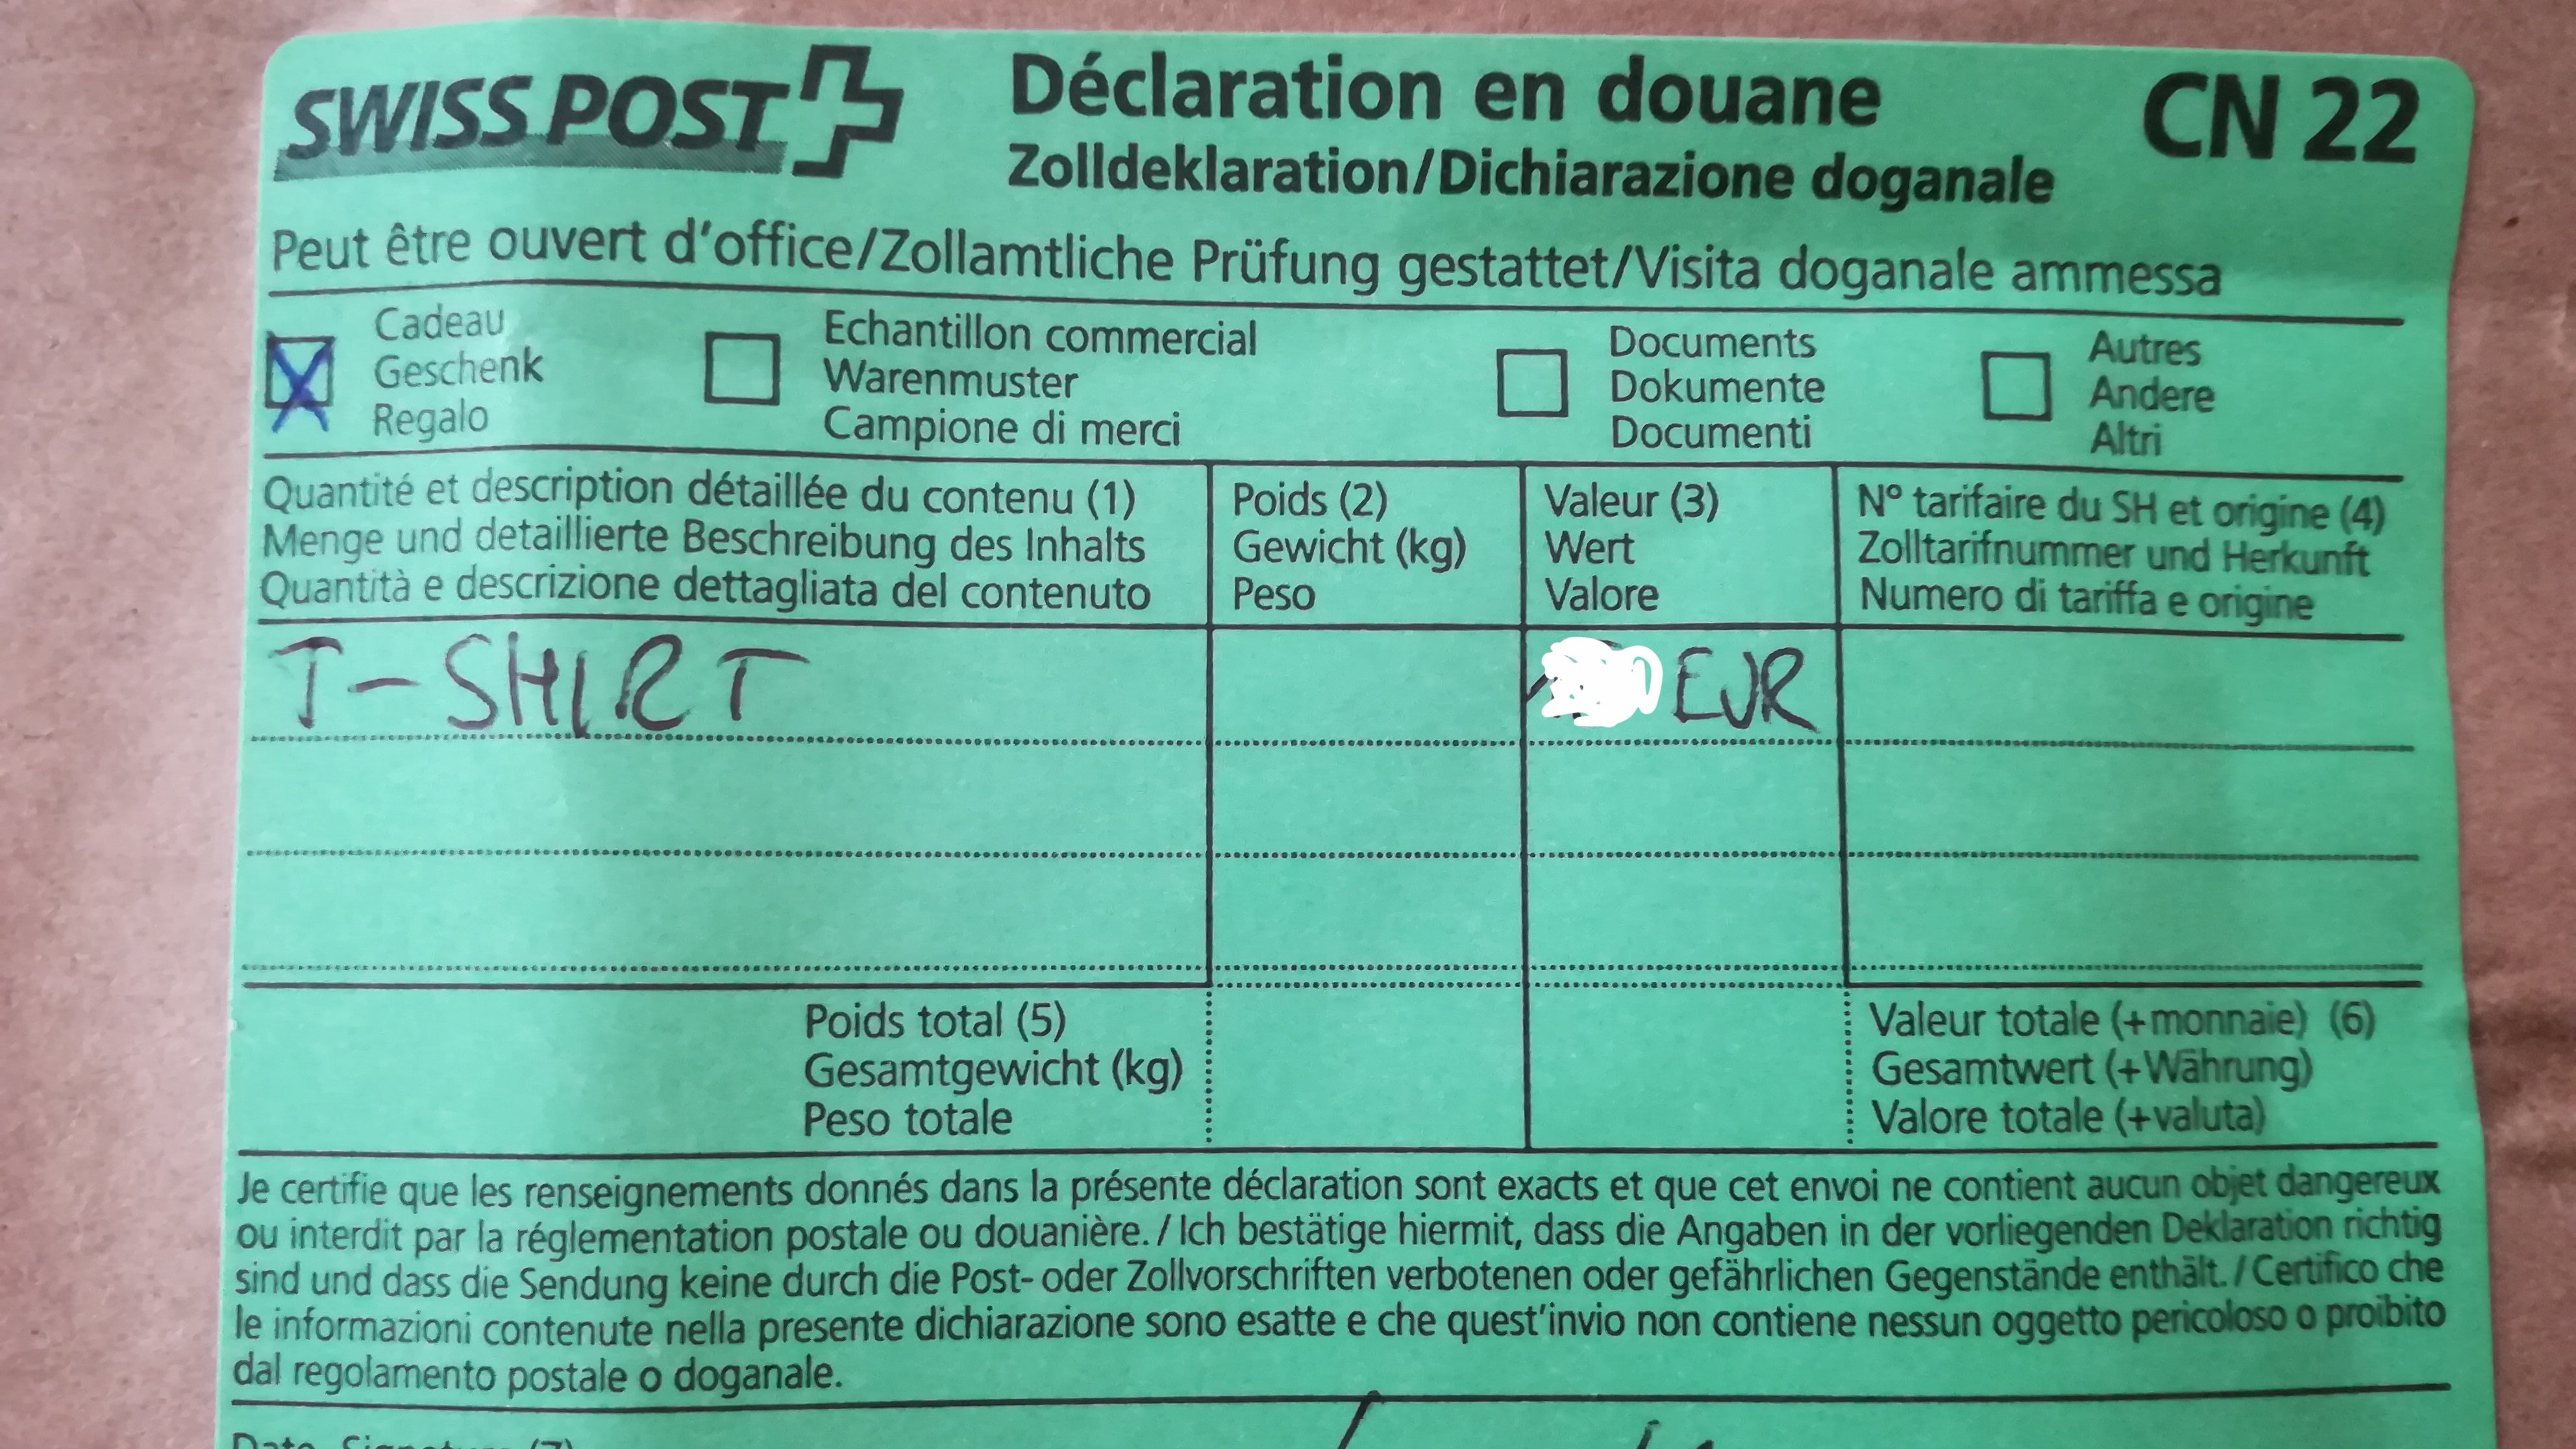 SWISS POST
Déclaration en douane
CN 22
Zolldeklaration/Dichiarazione doganale
Peut être ouvert d'office/Zollamtliche Prüfung gestattet/Visita doganale ammessa
Cadeau
Geschenk
Regalo
Echantillon commercial
Warenmuster
Campione di merci
Documents
Dokumente
Documenti
Autres
Andere
Altri
Quantité et description détaillée du contenu (1)
Menge und detaillierte Beschreibung des Inhalts
Quantità e descrizione dettagliata del contenuto
Poids (2)
Gewicht (kg)
Peso
Valeur (3)
Wert
Valore
N° tarifaire du SH et origine (4)
Zolltarifnummer und Herkunft
Numero di tariffa e origine
T-SHIRT
EUR
Poids total (5)
Gesamtgewicht (kg)
Peso totale
Valeur totale (+monnaie) (6)
Gesamtwert (+Währung)
Valore totale (+valuta)
Je certifie que les renseignements donnés dans la présente déclaration sont exacts et que cet envoi ne contient aucun objet dangereux
ou interdit par la réglementation postale ou douanière. / Ich bestätige hiermit, dass die Angaben in der vorliegenden Deklaration richtig
sind und dass die Sendung keine durch die Post- oder Zollvorschriften verbotenen oder gefährlichen Gegenstände enthält. / Certifico che
le informazioni contenute nella presente dichiarazione sono esatte e che quest'invio non contiene nessun oggetto pericoloso o proibito
dal regolamento postale o doganale.